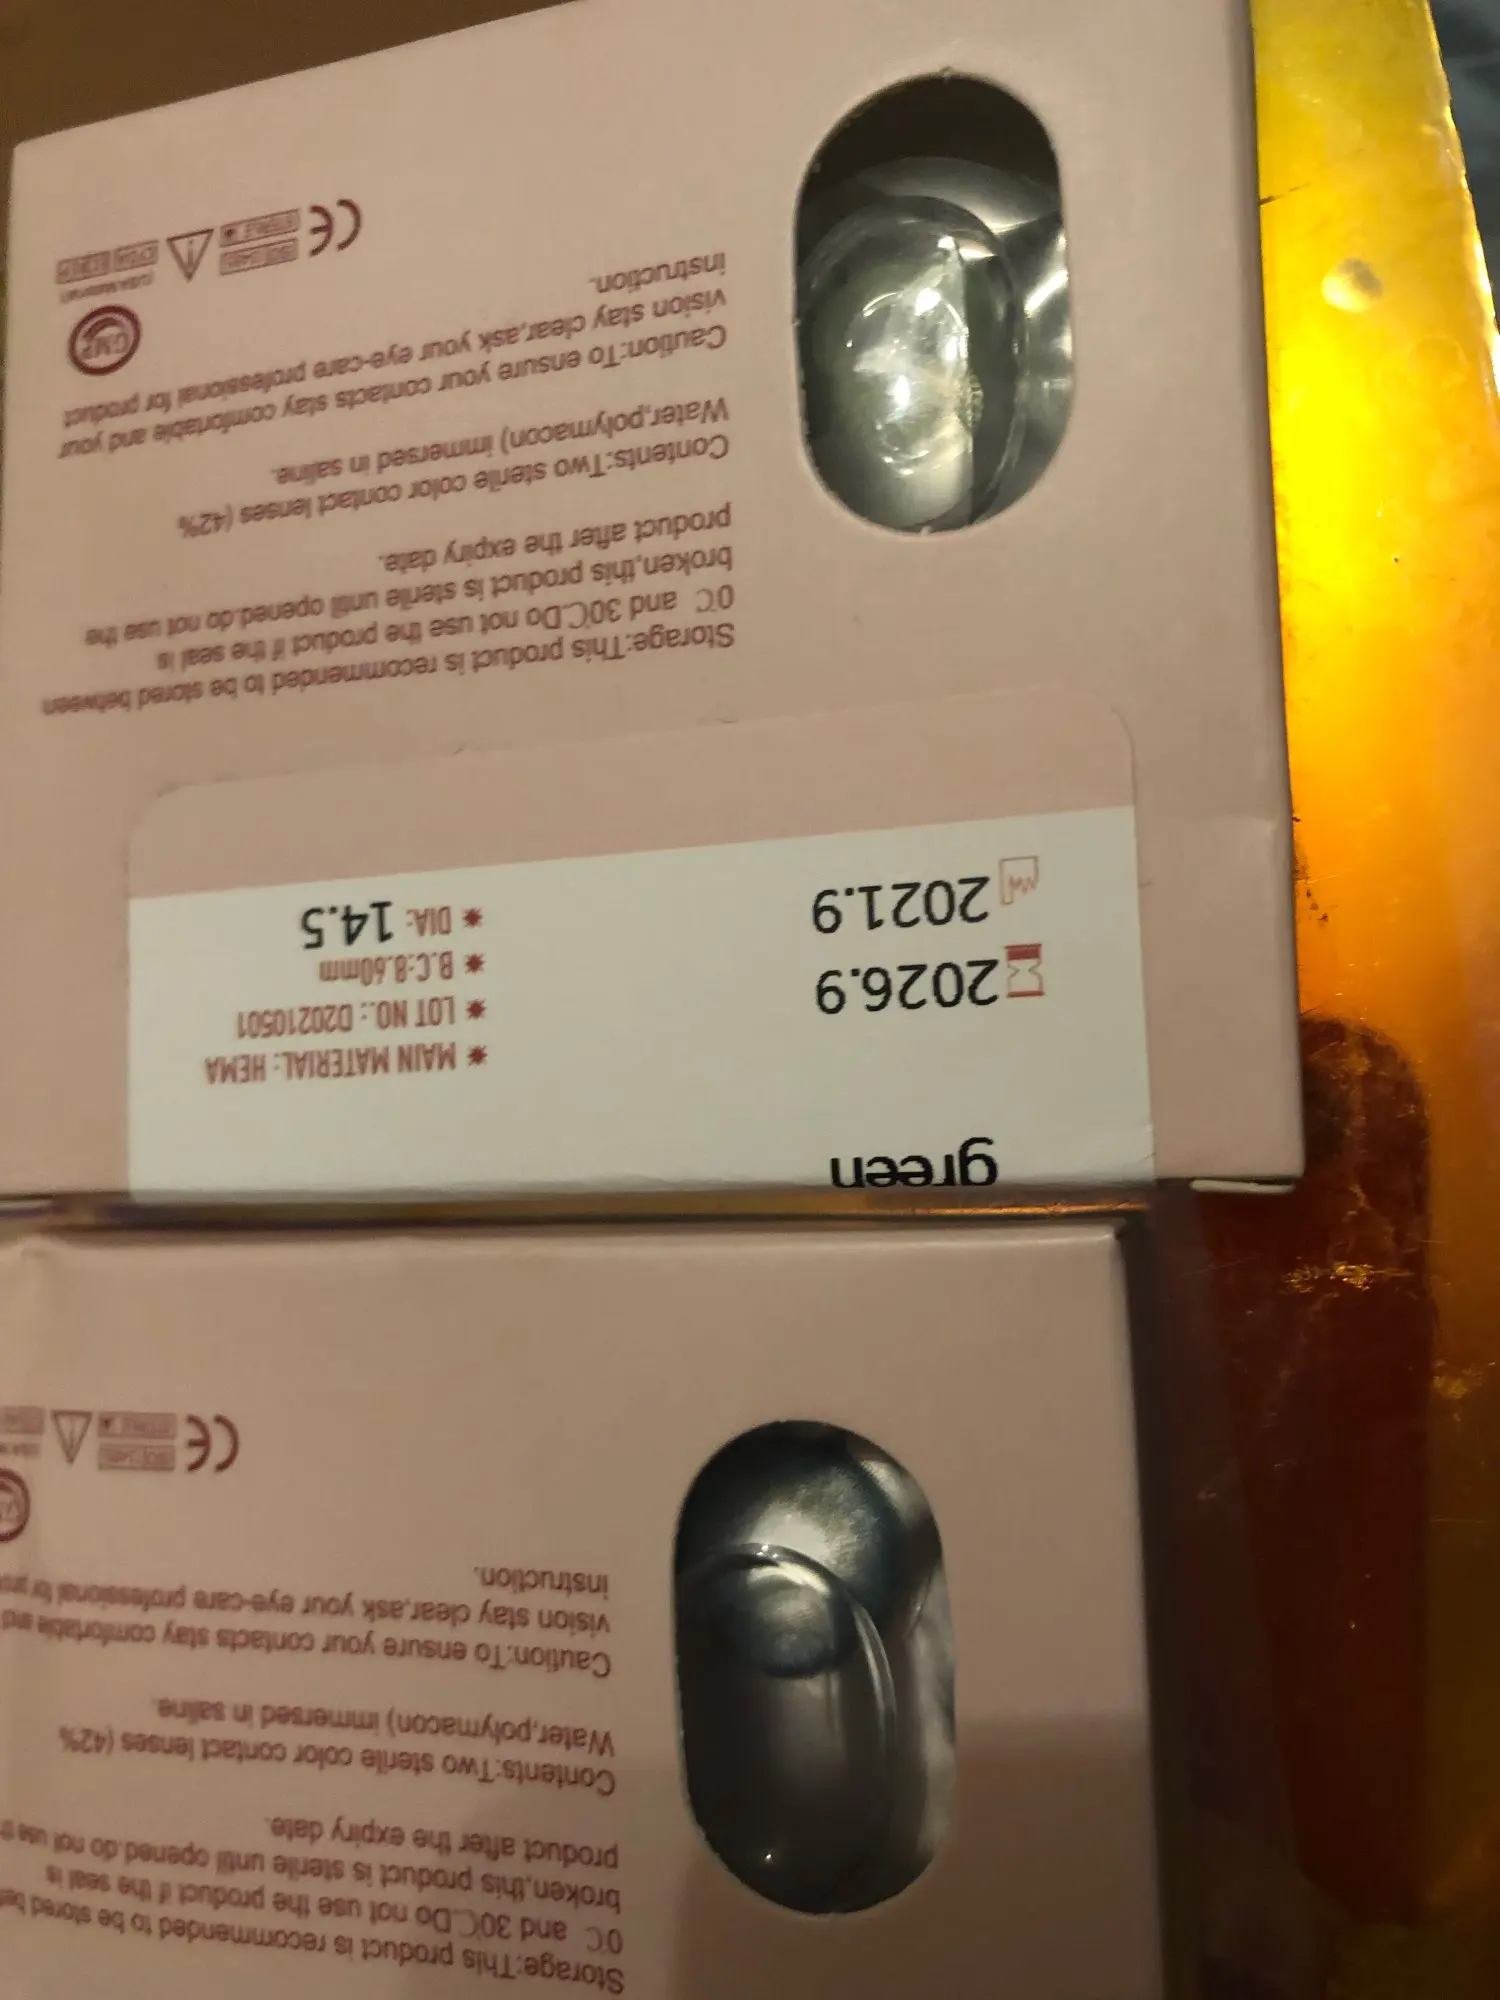 Storage:This product is recommended to be stored
0℃ and 30℃.Do not use the product if the seal is
broken,this product is sterile until opened.do not use
product after the expiry date.
Contents:Two sterile color contact lenses (42%
Water,polymacon) immersed in saline.
Caution:To ensure your contacts stay comfortable and
vision stay clear,ask your eye-care professional for
instruction.
CE
green
2026.9
2021.9
* MAIN MATERIAL: HEMA
* LOT NO.: D20210501
* B.C:8.60mm
* DIA: 14.5
Storage:This product is recommended to be stored between
0℃ and 30℃.Do not use the product if the seal is
broken,this product is sterile until opened.do not use the
product after the expiry date.
Contents:Two sterile color contact lenses (42%
Water,polymacon) immersed in saline.
Caution:To ensure your contacts stay comfortable and your
vision stay clear,ask your eye-care professional for product
instruction.
GMP
CE